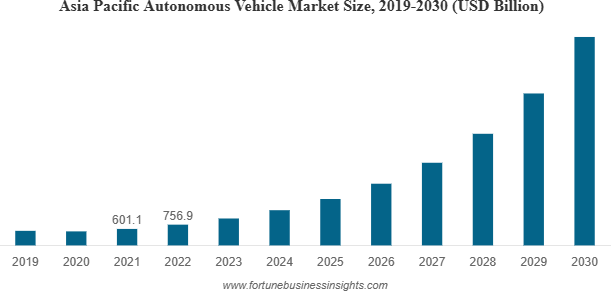 Asia Pacific Autonomous Vehicle Market Size, 2019-2030 (USD Billion)
601.1
756.9
2019 2020 2021 2022 2023 2024 2025 2026 2027 2028 2029 2030
www.fortunebusinessinsights.com